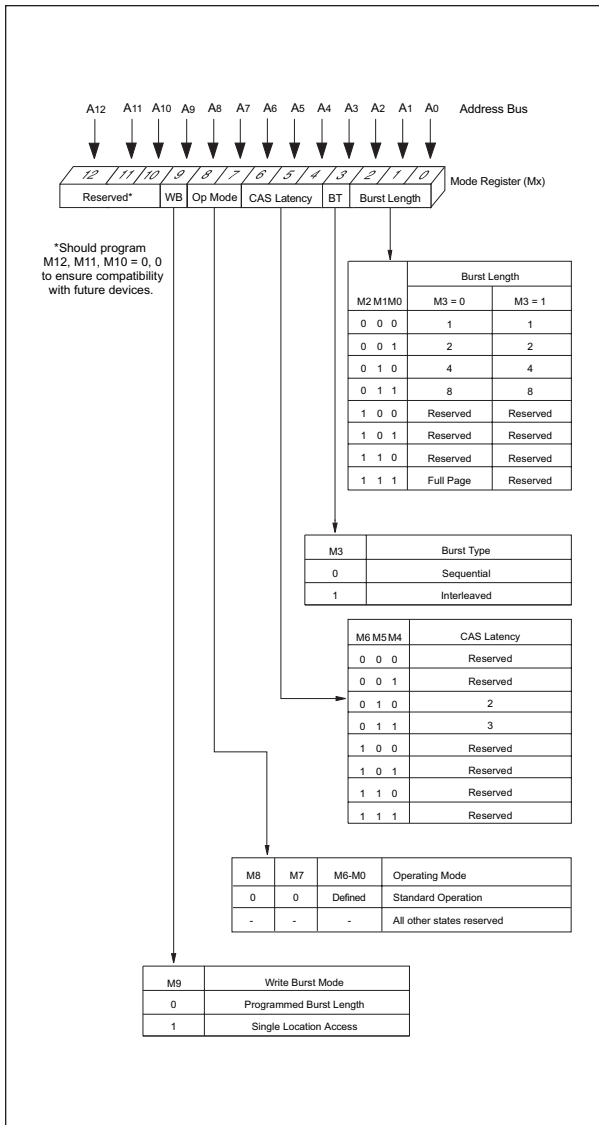 A12 A11 A10 A9 A8 A7 A6 A5 A4 A3 A2 A1 A0 Address Bus
12 11 10 9 8 7 6 5 4 3 2 1 0 Mode Register (Mx)
Reserved* WB Op Mode CAS Latency BT Burst Length
*Should program
M12, M11, M10 = 0, 0
to ensure compatibility
with future devices.
Burst Length
M2 M1 M0 M3 = 0 M3 = 1
0 0 0 1 1
0 0 1 2 2
0 1 0 4 4
0 1 1 8 8
1 0 0 Reserved Reserved
1 0 1 Reserved Reserved
1 1 0 Reserved Reserved
1 1 1 Full Page Reserved
M3 Burst Type
0 Sequential
1 Interleaved
M6 M5 M4 CAS Latency
0 0 0 Reserved
0 0 1 Reserved
0 1 0 2
0 1 1 3
1 0 0 Reserved
1 0 1 Reserved
1 1 0 Reserved
1 1 1 Reserved
M8 M7 M6-M0 Operating Mode
0 0 Defined Standard Operation
- - - All other states reserved
M9 Write Burst Mode
0 Programmed Burst Length
1 Single Location Access